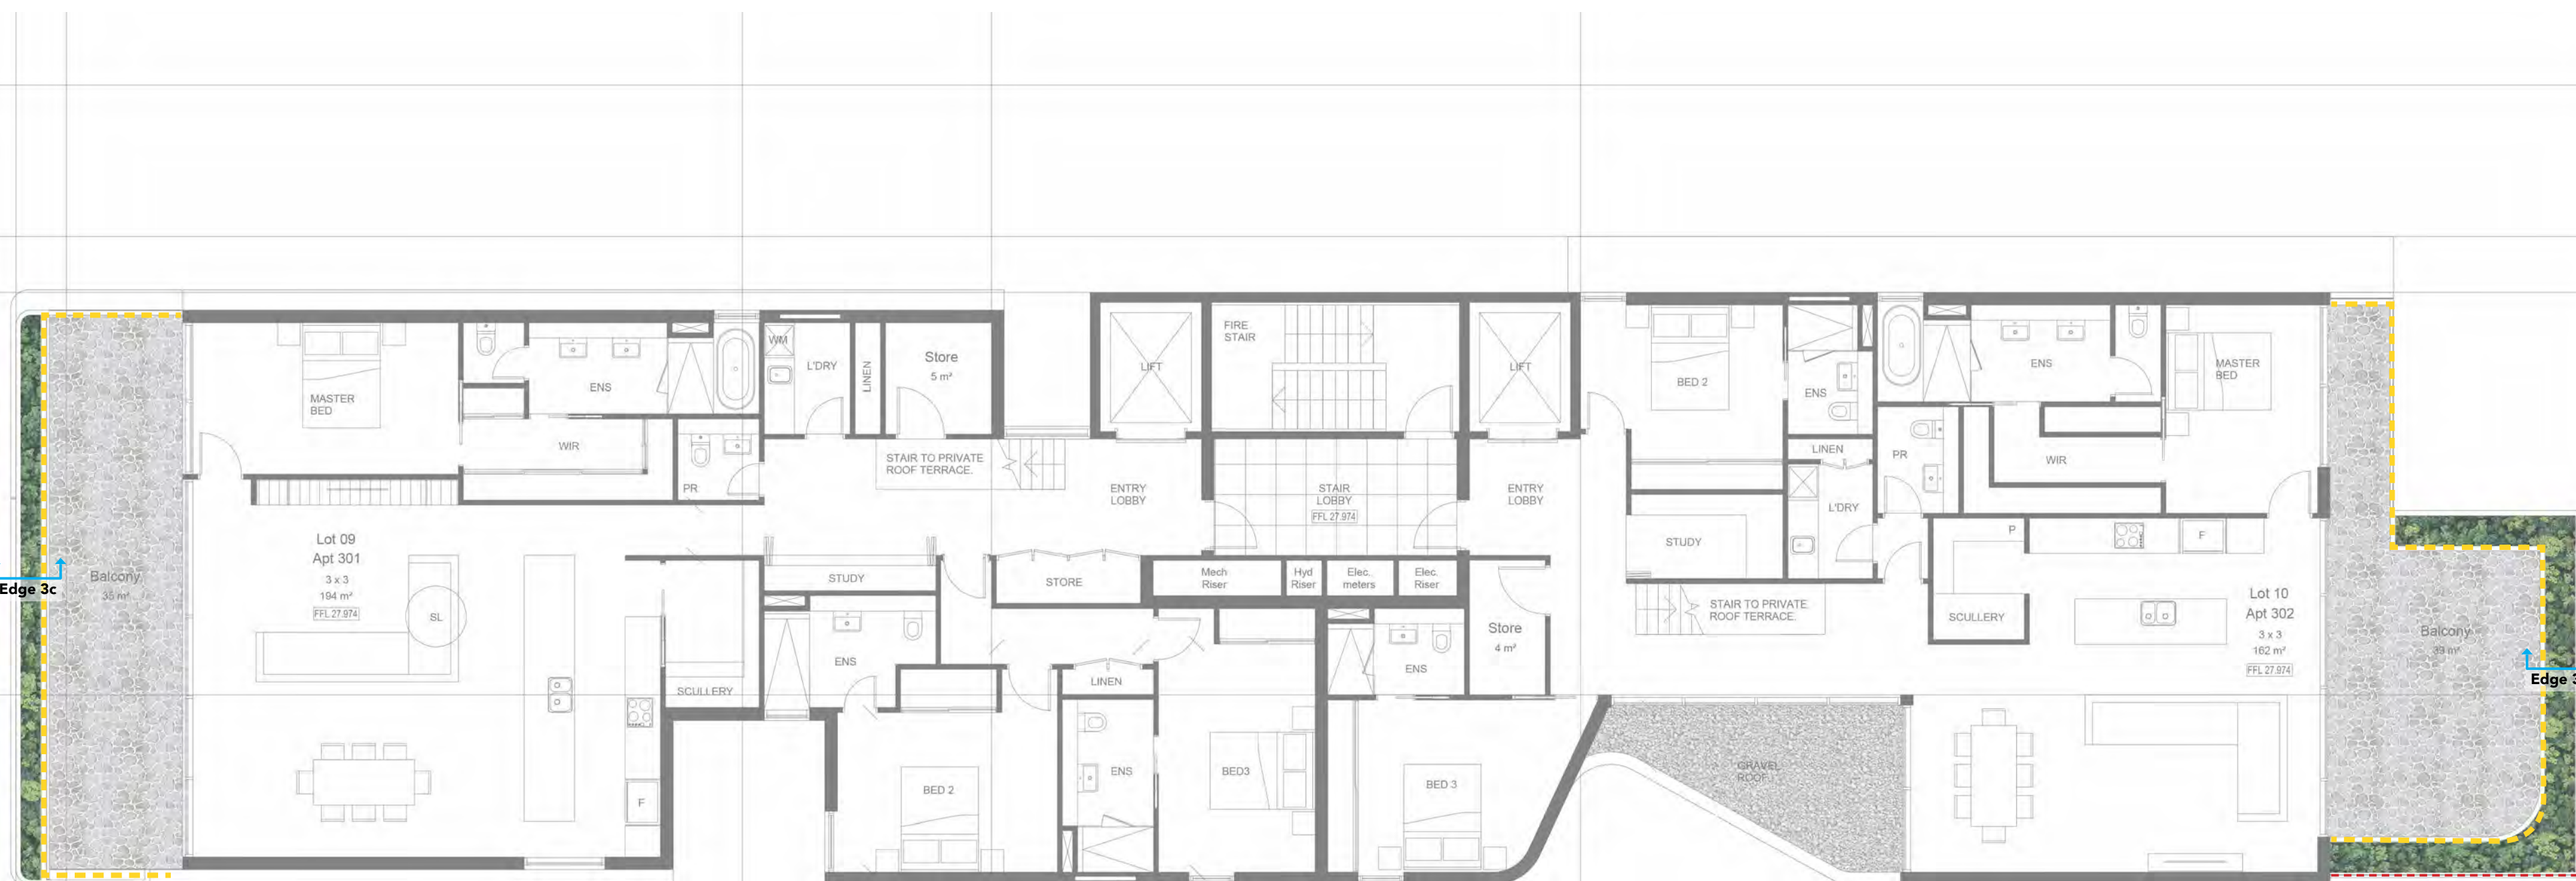 MASTER
BED
ENS
WIR
PR
WM
L'DRY
LINEN
Store
5 m²
STAIR TO PRIVATE
ROOF TERRACE.
ENTRY
LOBBY
LIFT
FIRE
STAIR
STAIR
LOBBY
FFL 27.974
LIFT
ENTRY
LOBBY
BED 2
ENS
LINEN
L'DRY
PR
ENS
WIR
MASTER
BED
STUDY
Lot 09
Apt 301
3 x 3
194 m²
FFL 27.974
SL
Balcony
35 m²
Edge 3c
STUDY
STORE
Mech
Riser
Hyd
Riser
Elec.
meters
Elec.
Riser
Store
4 m²
STAIR TO PRIVATE
ROOF TERRACE.
P
SCULLERY
F
Lot 10
Apt 302
3 x 3
162 m²
FFL 27.974
Balcony
Edge
SCULLERY
ENS
LINEN
ENS
BED 2
ENS
BED3
BED 3
GRAVEL
ROOF
F